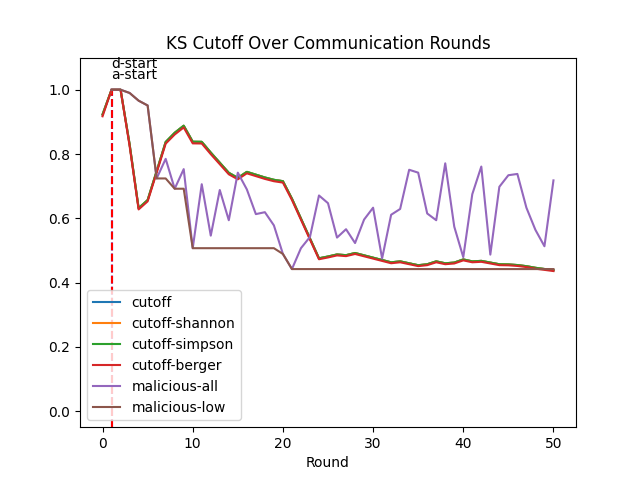 KS Cutoff Over Communication Rounds
d-start
a-start
1.0
0.8
0.6
0.4
0.2
0.0
cutoff
cutoff-shannon
cutoff-simpson
cutoff-berger
malicious-all
malicious-low
0 10 20 30 40 50
Round